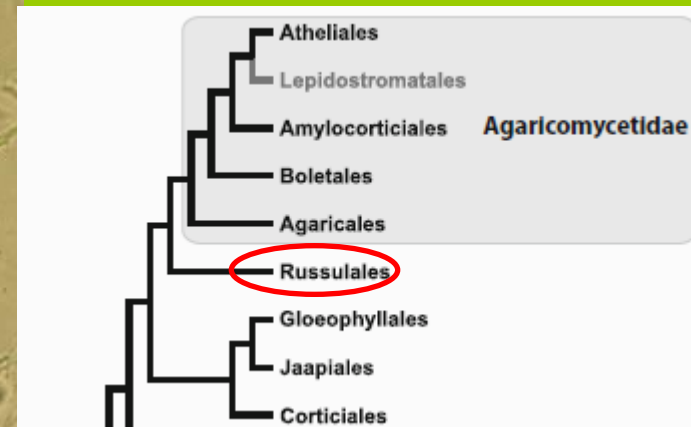 Atheliales
Lepidostromatales
Amylocorticiales Agaricomycetidae
Boletales
Agaricales
Russulales
Gloeophyllales
Jaapiales
Corticiales